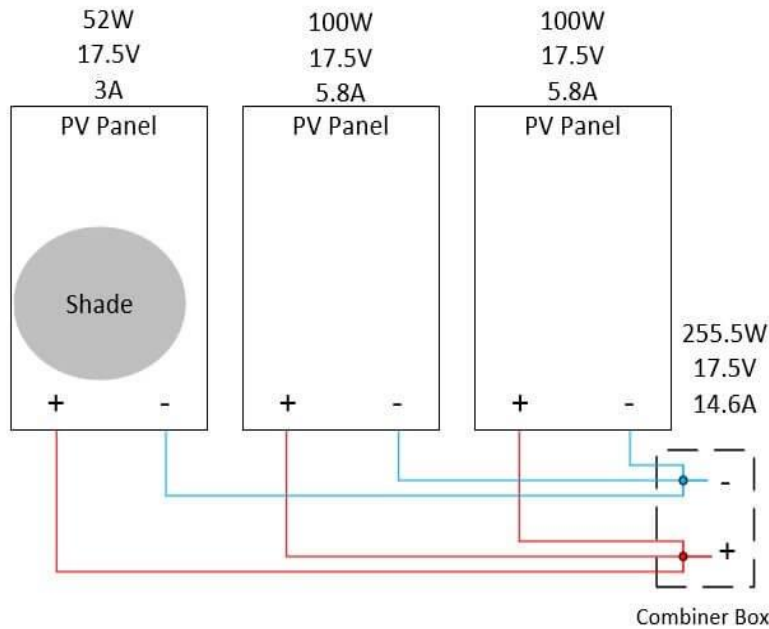 52W
17.5V
3A
100W
17.5V
5.8A
100W
17.5V
5.8A
PV Panel
PV Panel
PV Panel
Shade
+ -
+ -
+ -
255.5W
17.5V
14.6A
-
+
Combiner Box